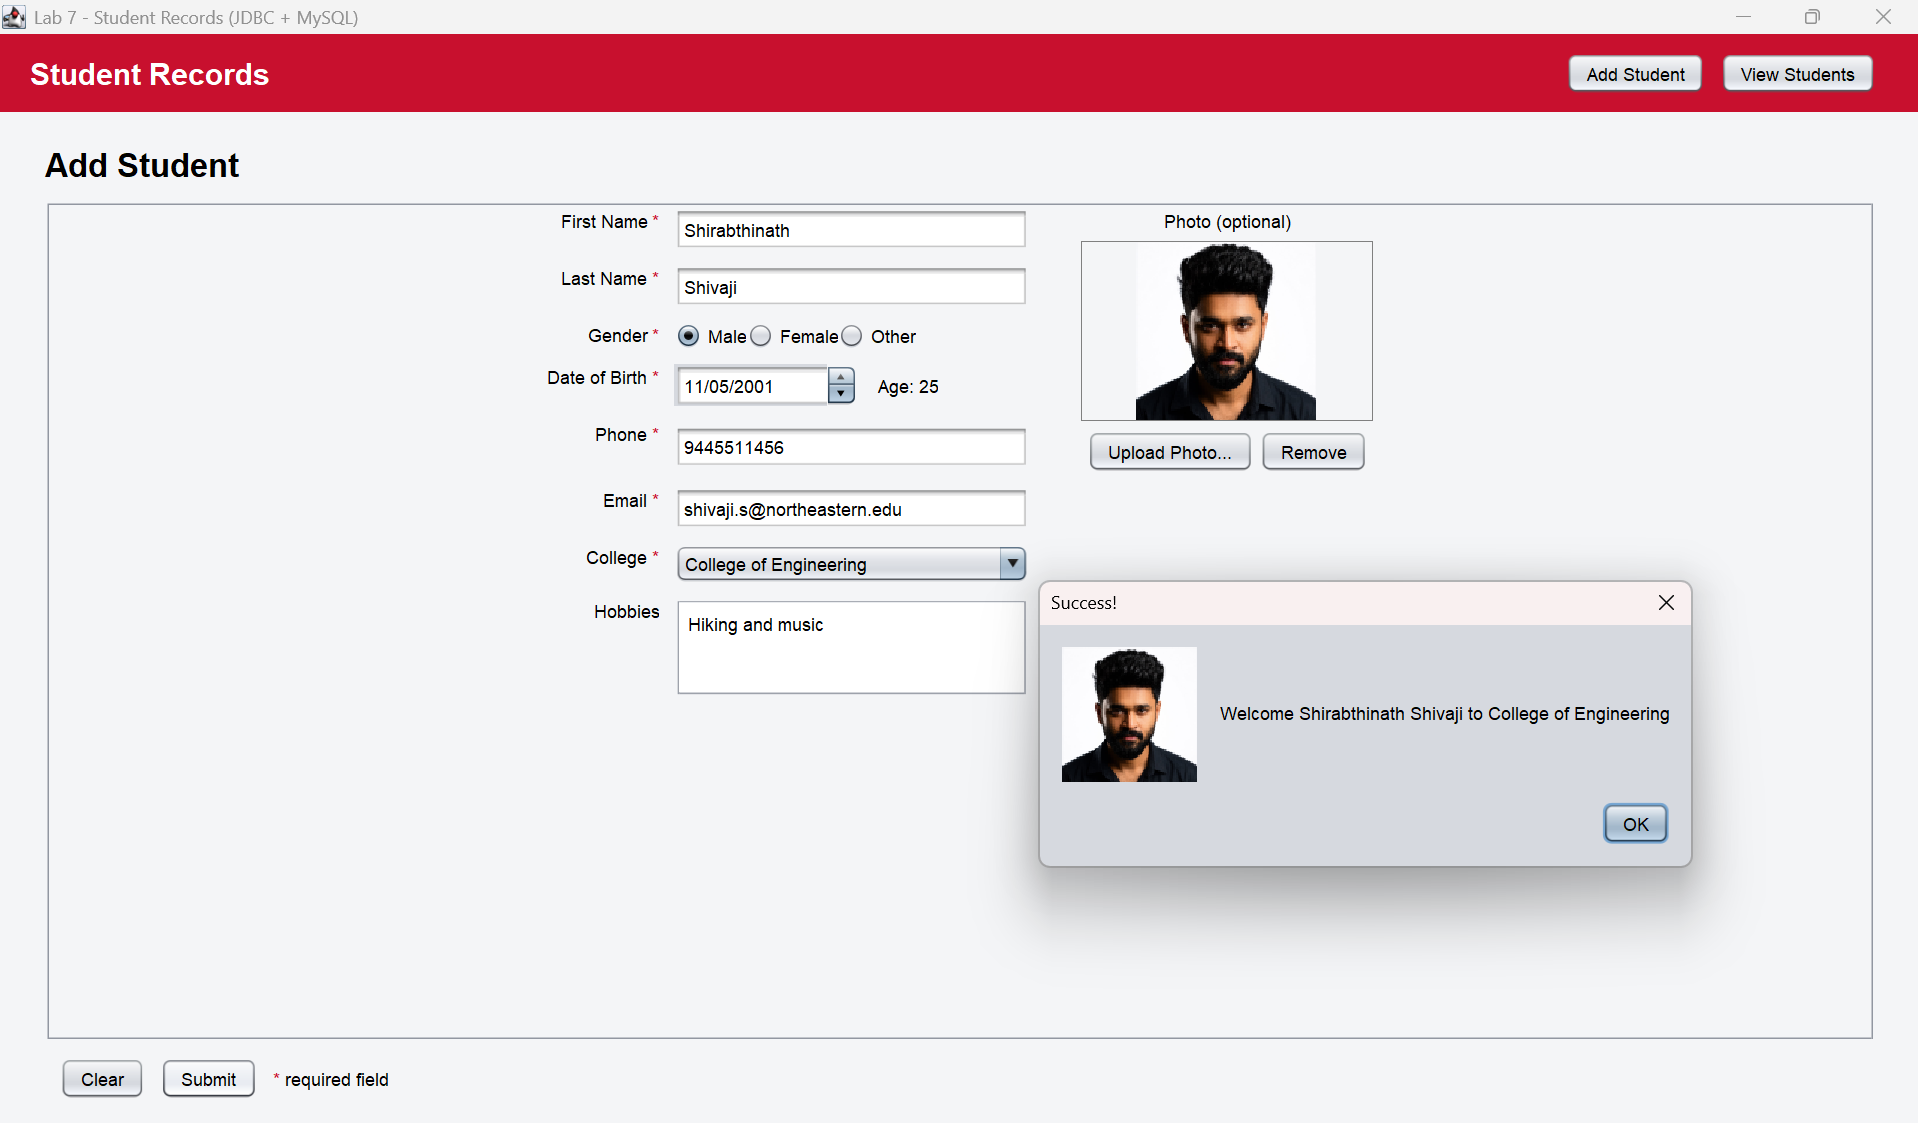 Lab 7 - Student Records (JDBC + MySQL)
Student Records
Add Student
View Students
Add Student
First Name *
Shirabthinath
Photo (optional)
Last Name *
Shivaji
Gender *
Male
Female
Other
Date of Birth *
11/05/2001
Age: 25
Phone *
9445511456
Upload Photo...
Remove
Email *
shivaji.s@northeastern.edu
College *
College of Engineering
Hobbies
Hiking and music
Success!
Welcome Shirabthinath Shivaji to College of Engineering
OK
Clear
Submit
* required field